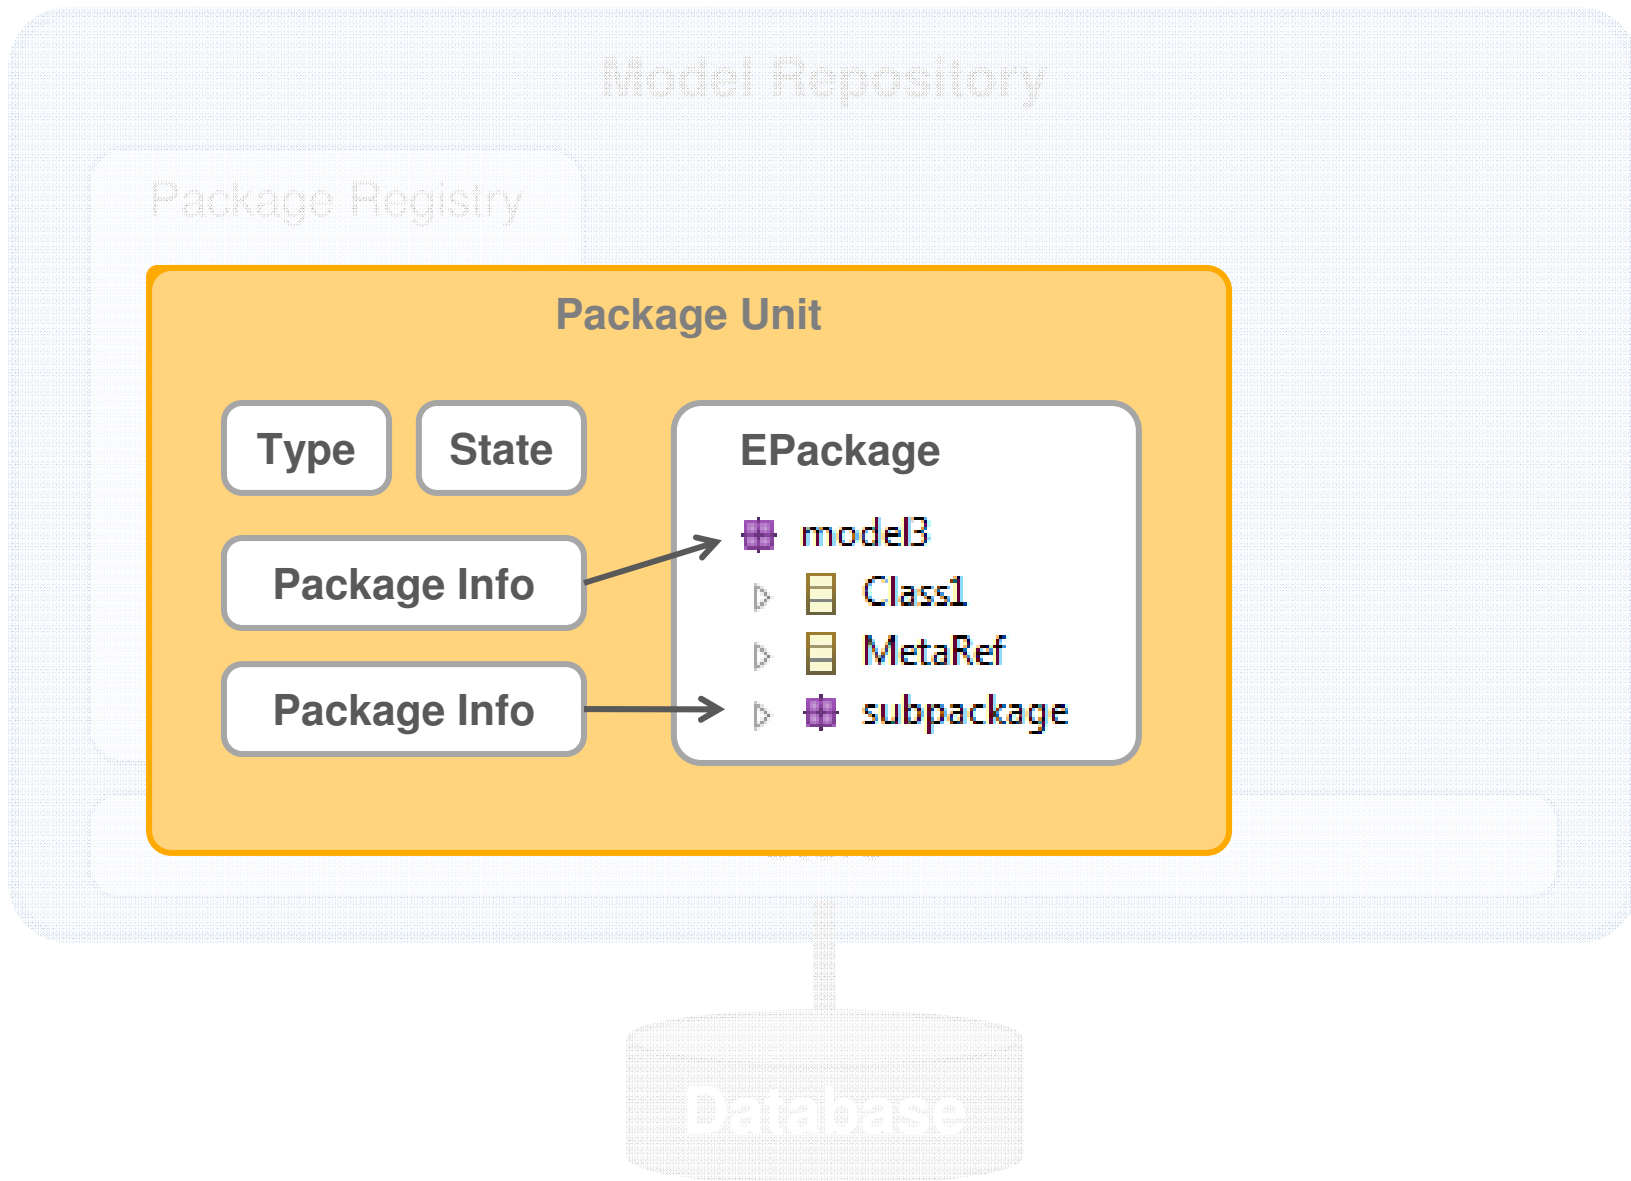 Model Repository
Package Registry
Package Unit
Type
State
EPackage
Package Info
model3
Class1
MetaRef
Package Info
subpackage
Database